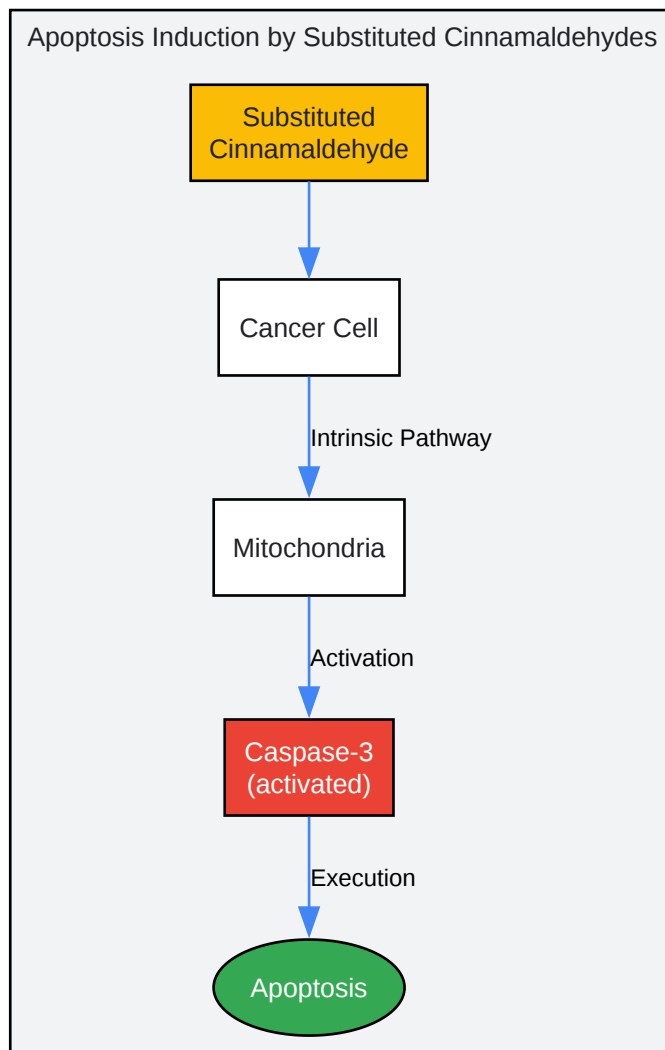 Apoptosis Induction by Substituted Cinnamaldehydes
Substituted
Cinnamaldehyde
Cancer Cell
Intrinsic Pathway
Mitochondria
Activation
Caspase-3
(activated)
Execution
Apoptosis